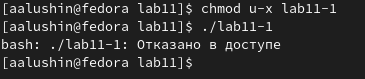 [aalushin@fedora lab11]$ chmod u-x lab11-1
[aalushin@fedora lab11]$ ./lab11-1
bash: ./lab11-1: Отказано в доступе
[aalushin@fedora lab11]$